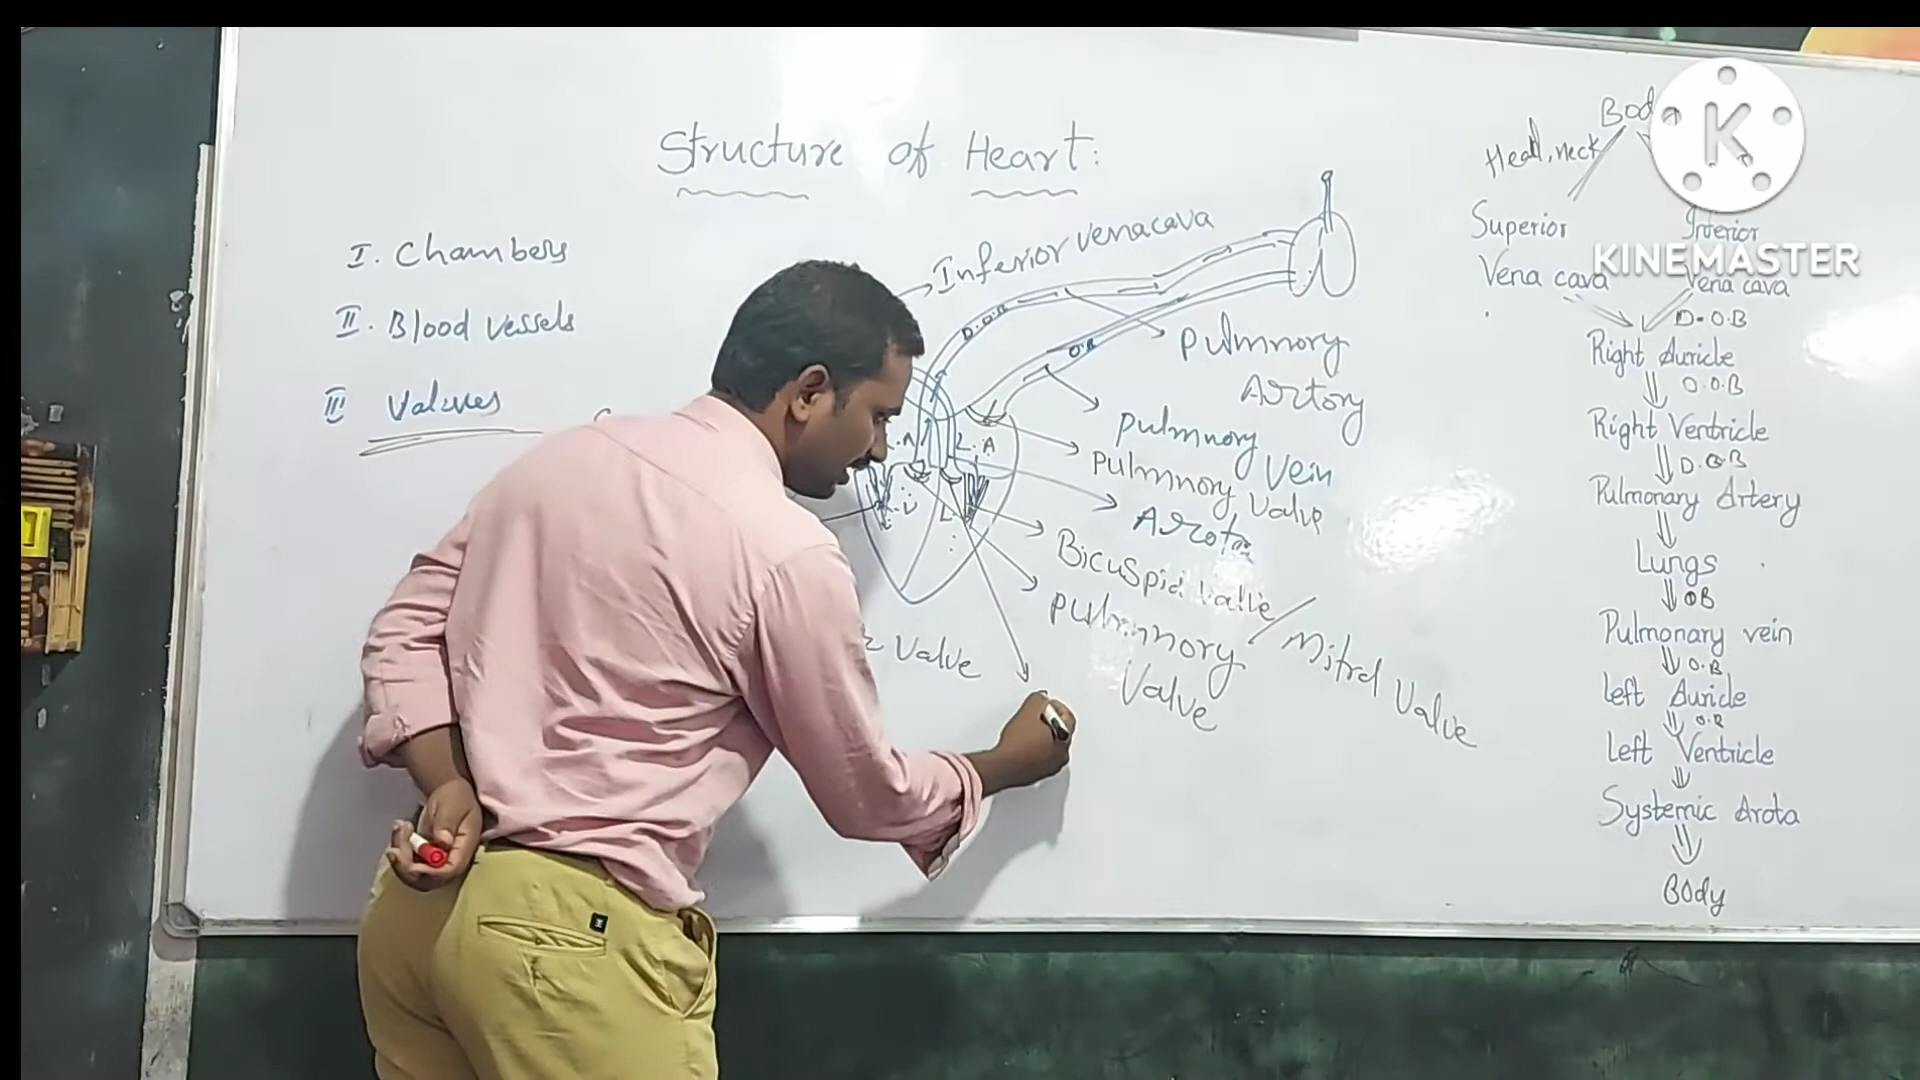 Structure of Heart:
I. Chambers
II. Blood vessels
III Valves
Inferior venacava
D.O.B
O.B
Pulmnory
Artory
Pulmnory
Vein
Pulmnory Valve
Arota
Bicuspid Valve / Mitral Valve
Pulmnory
Valve
Valve
.A
L.A
Head, neck
Superior
Vena cava
Inferior
Vena cava
D.O.B
Right Auricle
D.O.B
Right Ventricle
D.O.B
Pulmonary Artery
Lungs
OB
Pulmonary vein
O.B
Left Auricle
O.B
Left Ventricle
Systemic Arota
Body
K
KINEMASTER